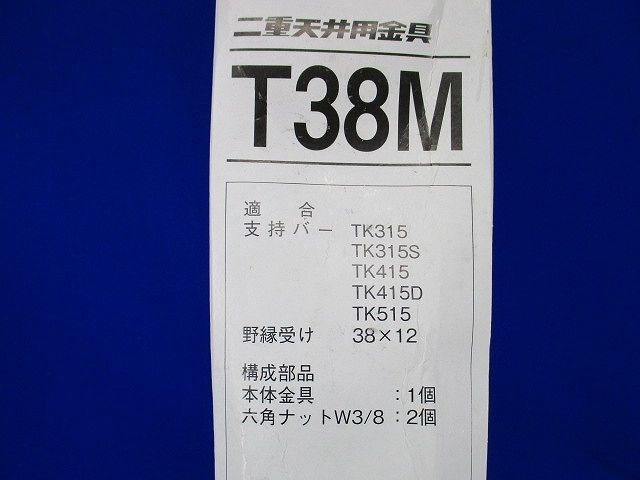 二重天井用金具
T38M
適　合
支持バー TK315
TK315S
TK415
TK415D
TK515
野縁受け 38×12
構成部品
本体金具 :1個
六角ナットW3/8 :2個